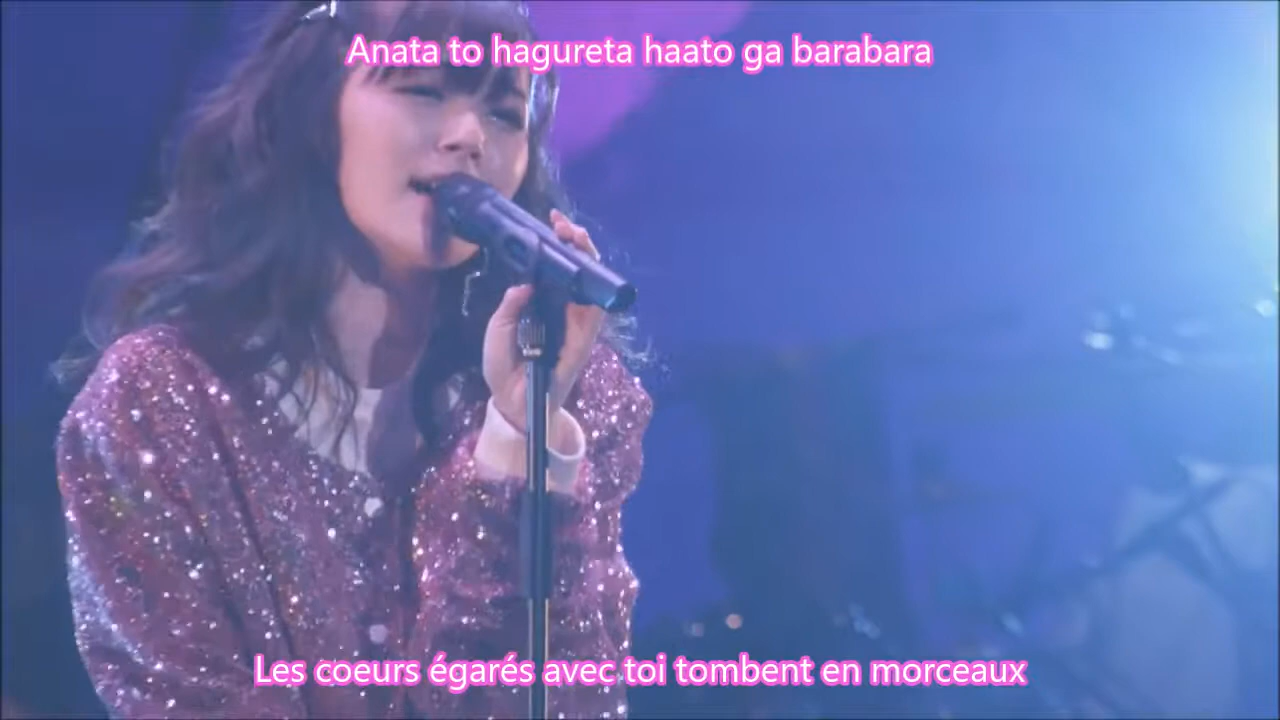 Anata to hagureta haato ga barabara
Les coeurs égarés avec toi tombent en morceaux